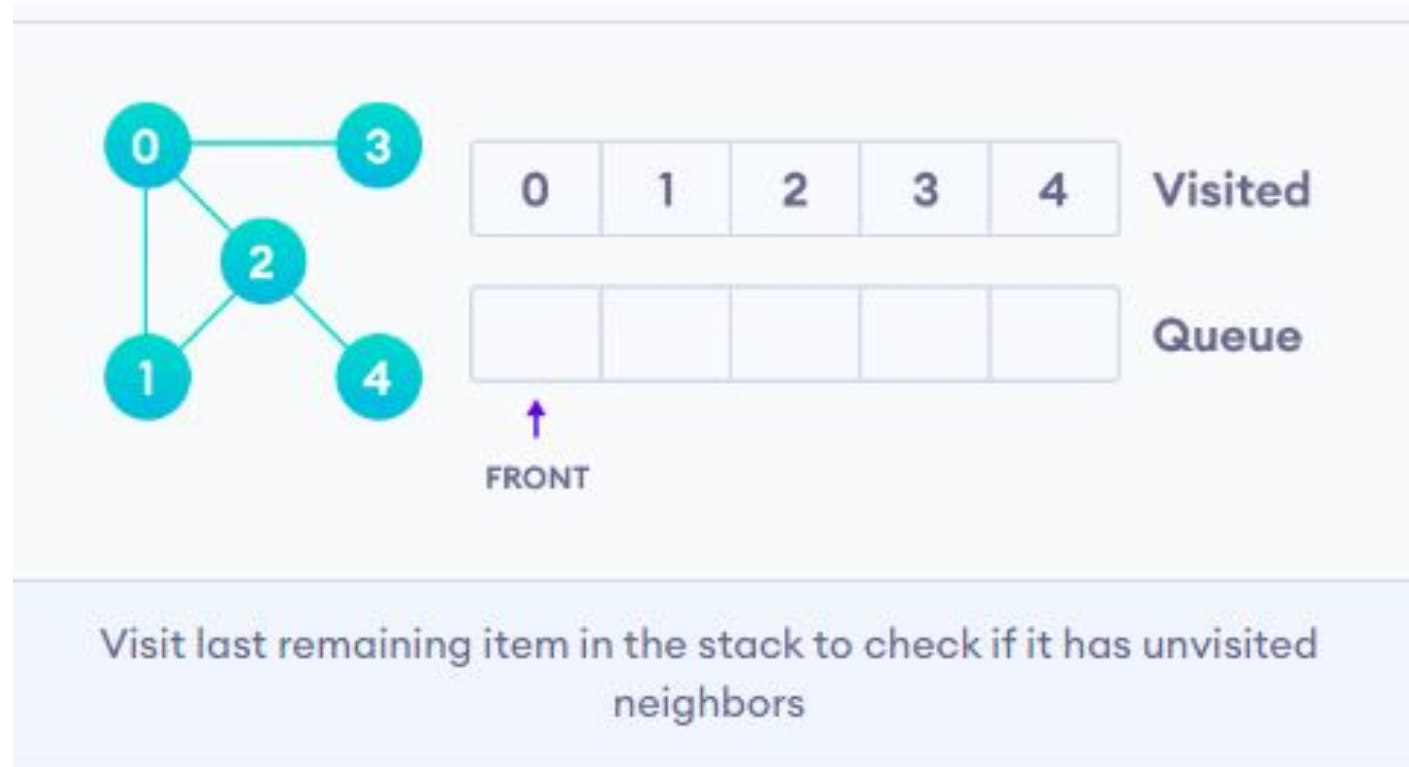 0 3
0 1 2 3 4 Visited
2
Queue
1 4
FRONT
Visit last remaining item in the stack to check if it has unvisited
neighbors